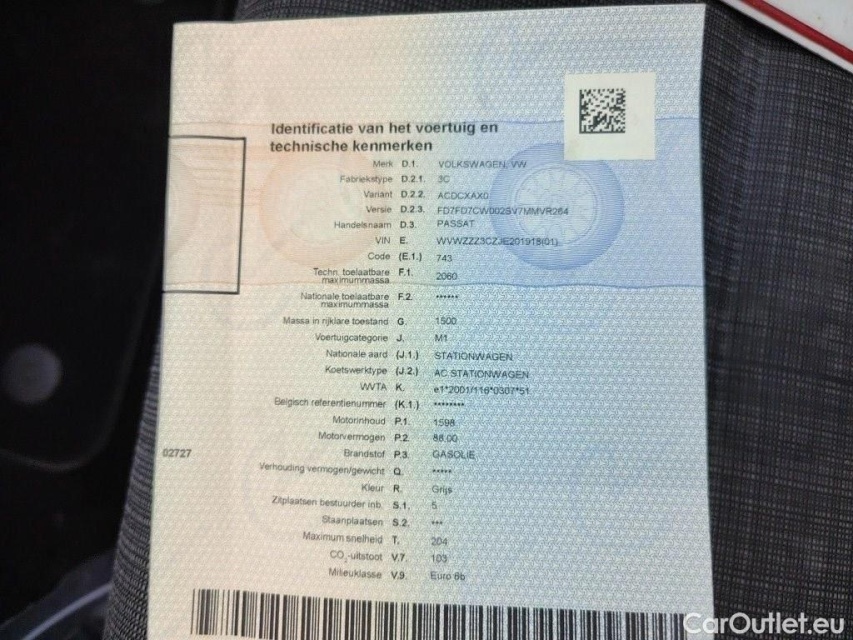 Identificatie van het voertuig en
technische kenmerken
Merk D.1. VOLKSWAGEN, VW
Fabriekstype D.2.1. 3C
Variant D.2.2. ACDCXAX0
Versie D.2.3. FD7FD7CW002SV7MMVR264
Handelsnaam D.3. PASSAT
VIN E. WVWZZZ3CZJE201918(01)
Code (E.1.) 743
Techn. toelaatbare F.1. 2060
maximummassa
Nationale toelaatbare F.2. ******
maximummassa
Massa in rijklare toestand G. 1500
Voertuigcategorie J. M1
Nationale aard (J.1.) STATIONWAGEN
Koetswerktype (J.2.) AC STATIONWAGEN
WVTA K. e1*2001/116*0307*51
Belgisch referentienummer (K.1.) ********
Motorinhoud P.1. 1598
Motorvermogen P.2. 88.00
02727 Brandstof P.3. GASOLIE
Verhouding vermogen/gewicht Q. *****
Kleur R. Grijs
Zitplaatsen bestuurder inb. S.1. 5
Staanplaatsen S.2. ***
Maximum snelheid T. 204
CO₂-uitstoot V.7. 103
Milieuklasse V.9. Euro 6b
CarOutlet.eu